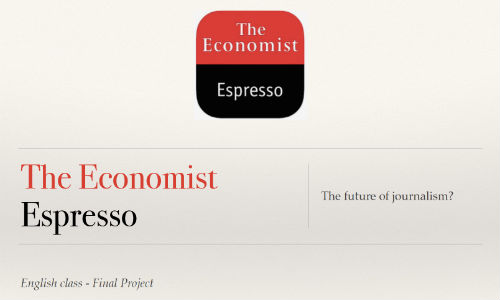 The
Economist
Espresso
The Economist
Espresso
The future of journalism?
English class - Final Project